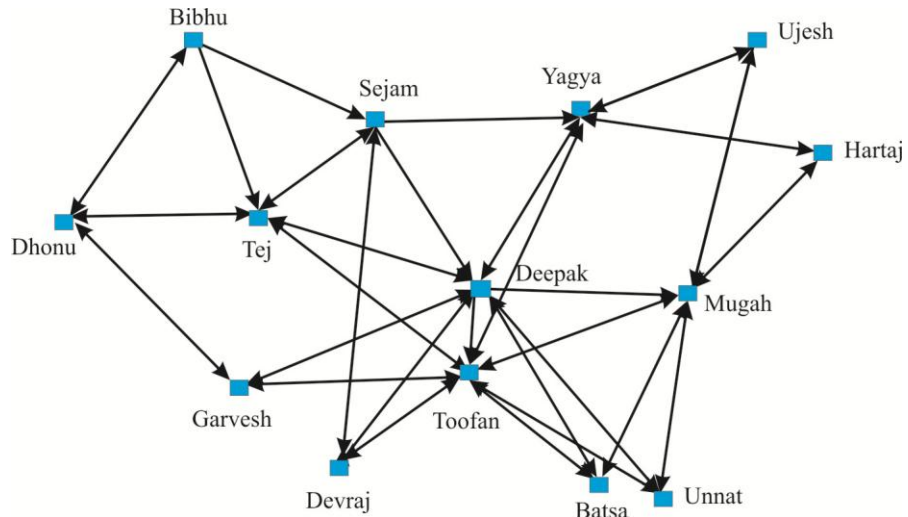 Bibhu
Ujesh
Yagya
Sejam
Hartaj
Dhonu
Tej
Deepak
Mugah
Garvesh
Toofan
Devraj
Batsa
Unnat